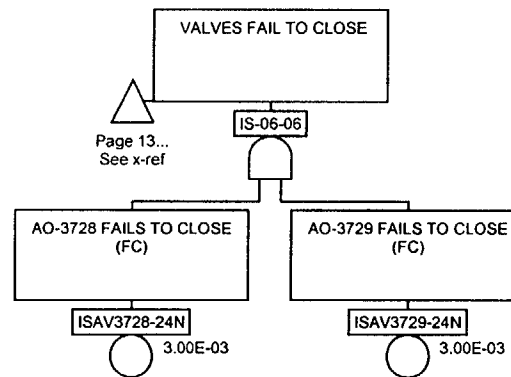 VALVES FAIL TO CLOSE
Page 13...
See x-ref
IS-06-06
AO-3728 FAILS TO CLOSE
(FC)
AO-3729 FAILS TO CLOSE
(FC)
ISAV3728-24N
3.00E-03
ISAV3729-24N
3.00E-03